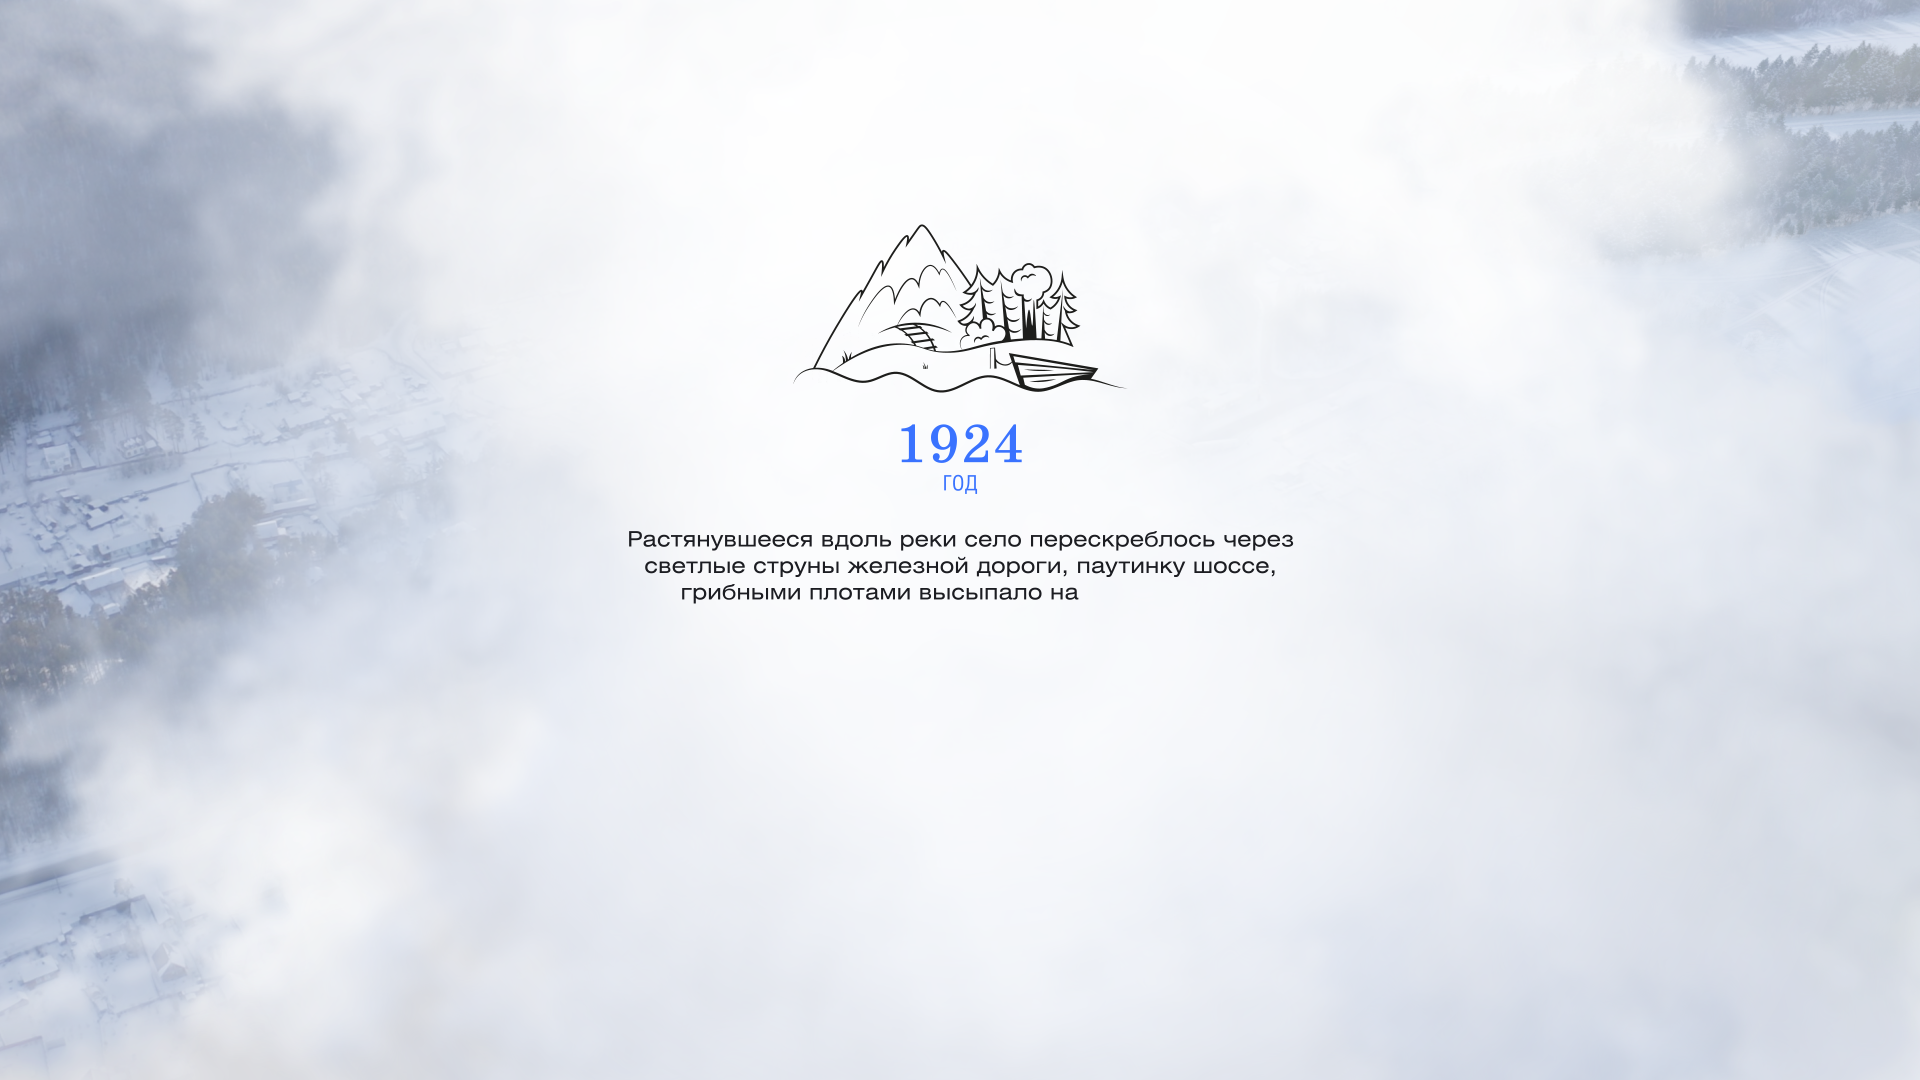 1924
ГОД
Растянувшееся вдоль реки село перескреблось через
светлые струны железной дороги, паутинку шоссе,
грибными плотами высыпало на